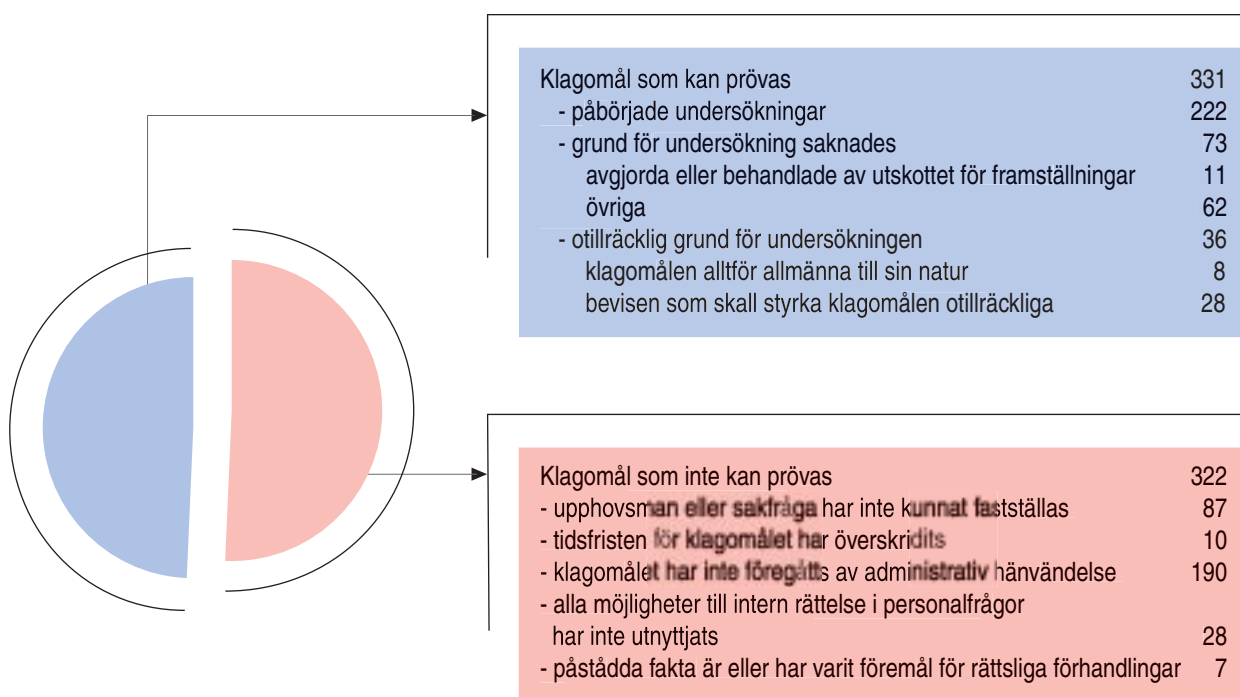 Klagomål som kan prövas 331
- påbörjade undersökningar 222
- grund för undersökning saknades 73
avgjorda eller behandlade av utskottet för framställningar 11
övriga 62
- otillräcklig grund för undersökningen 36
klagomålen alltför allmänna till sin natur 8
bevisen som skall styrka klagomålen otillräckliga 28
Klagomål som inte kan prövas 322
- upphovsman eller sakfråga har inte kunnat fastställas 87
- tidsfristen för klagomålet har överskridits 10
- klagomålet har inte föregåtts av administrativ hänvändelse 190
- alla möjligheter till intern rättelse i personalfrågor
har inte utnyttjats 28
- påstådda fakta är eller har varit föremål för rättsliga förhandlingar 7